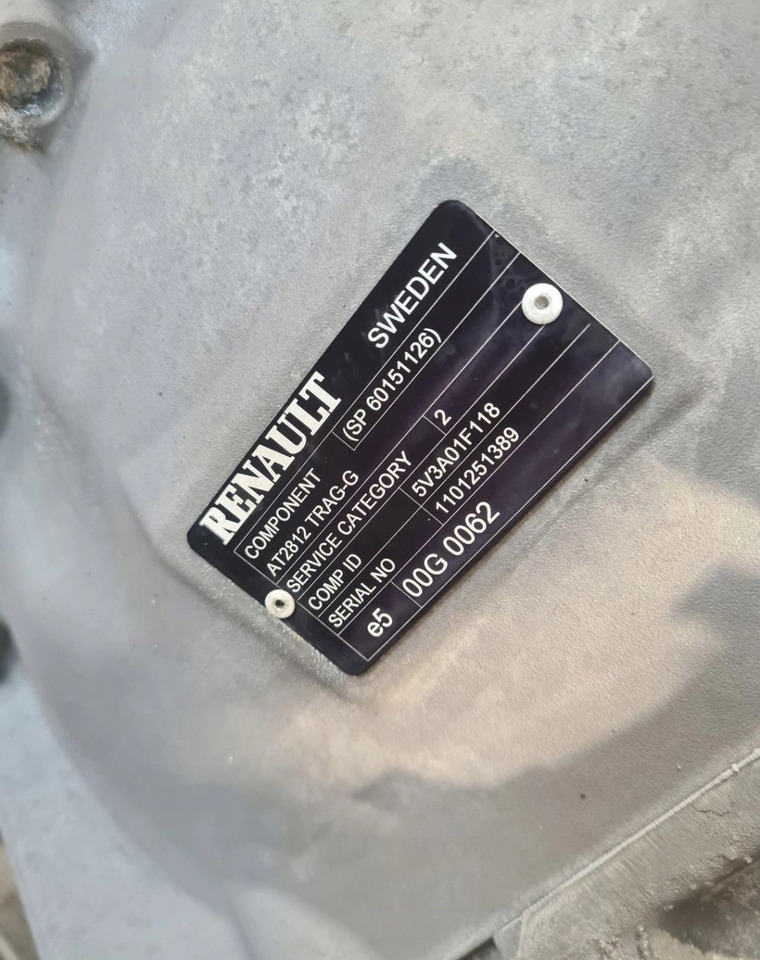 RENAULT SWEDEN
COMPONENT (SP 60151126)
AT2812 TRAG-G
SERVICE CATEGORY 2
COMP ID 5V3A01F118
SERIAL NO 1101251389
e5 00G 0062